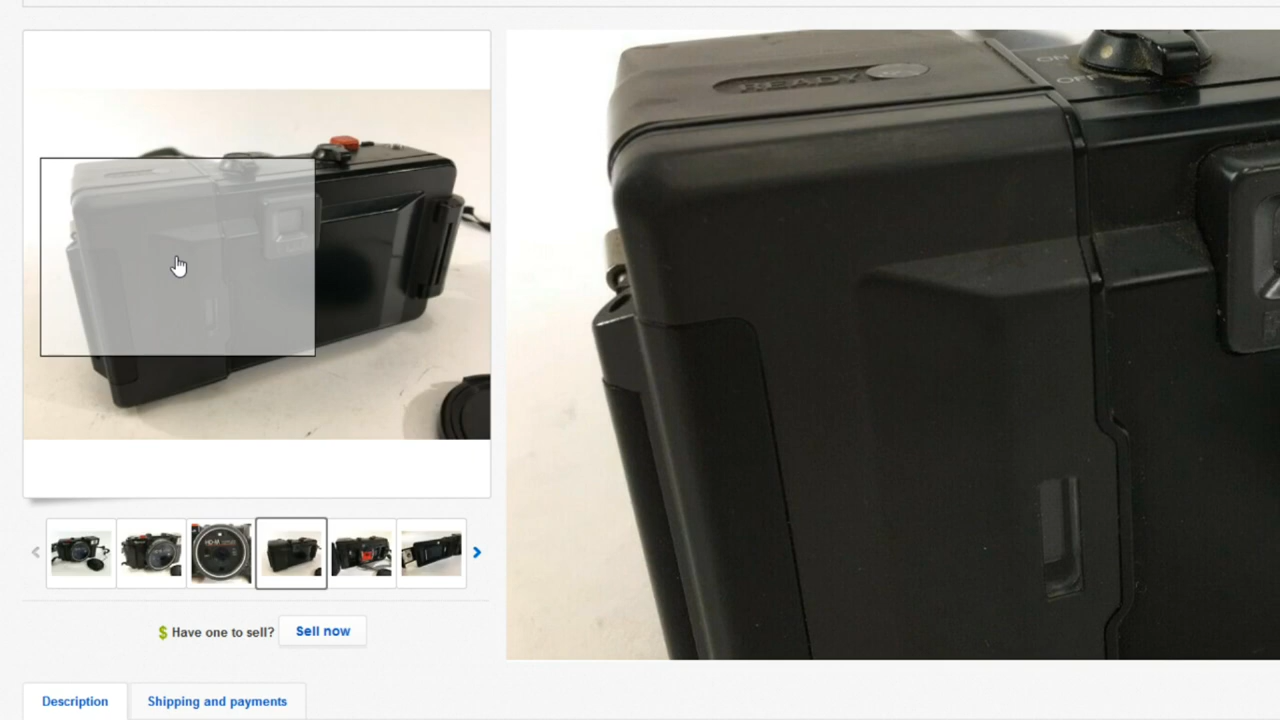 READY
ON
OFF
HD-M
$ Have one to sell?
Sell now
Description
Shipping and payments